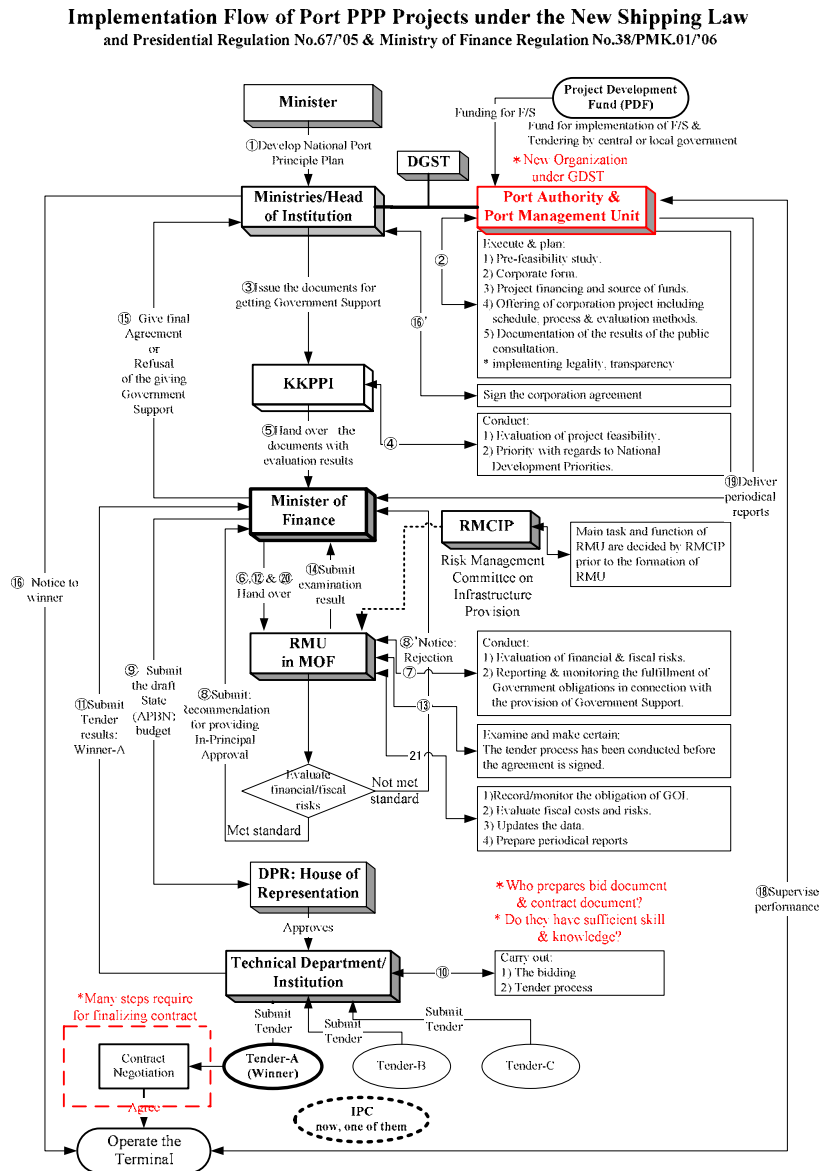 Implementation Flow of Port PPP Projects under the New Shipping Law
and Presidential Regulation No.67/'05 & Ministry of Finance Regulation No.38/PMK.01/'06
Minister
Project Development
Fund (PDF)
Funding for F/S
Fund for implementation of F/S &
Tendering by central or local government
①Develop National Port
Principle Plan
DGST
*New Organization
under GDST
Ministries/Head
of Institution
Port Authority &
Port Management Unit
②
Execute & plan:
1) Pre-feasibility study.
2) Corporate form.
3) Project financing and source of funds.
4) Offering of corporation project including
schedule, process & evaluation methods.
5) Documentation of the results of the public
consultation.
* implementing legality, transparency
③Issue the documents for
getting Government Support
⑯'
⑮ Give final
Agreement
or
Refusal
of the giving
Government
Support
KKPPI
Sign the corporation agreement
④
Conduct:
1) Evaluation of project feasibility.
2) Priority with regards to National
Development Priorities.
⑤Hand over the
documents with
evaluation results
⑲Deliver
periodical
reports
Minister of
Finance
RMCIP
Risk Management
Committee on
Infrastructure
Provision
Main task and function of
RMU are decided by RMCIP
prior to the formation of
RMU
⑯ Notice to
winner
⑥,⑫ & ⑳
Hand over
⑭Submit
examination
result
RMU
in MOF
⑧'Notice:
Rejection
⑦
Conduct:
1) Evaluation of financial & fiscal risks.
2) Reporting & monitoring the fulfillment of
Government obligations in connection with
the provision of Government Support.
⑨ Submit
the draft
State
(APBN)
budget
⑪Submit
Tender
results:
Winner-A
⑧Submit:
Recommendation
for providing
In-Principal
Approval
⑬
Examine and make certain;
The tender process has been conducted before
the agreement is signed.
21
1)Record/monitor the obligation of GOI.
2) Evaluate fiscal costs and risks.
3) Updates the data.
4) Prepare periodical reports
Evaluate
financial/fiscal
risks
Not met
standard
Met standard
DPR: House of
Representation
Approves
*Who prepares bid document
& contract document?
* Do they have sufficient skill
& knowledge?
⑱Supervise
performance
Technical Department/
Institution
⑩
Carry out:
1) The bidding
2) Tender process
*Many steps require
for finalizing contract
Submit
Tender
Submit
Tender
Submit
Tender
Contract
Negotiation
Tender-A
(Winner)
Tender-B
Tender-C
Agree
IPC
now, one of them
Operate the
Terminal